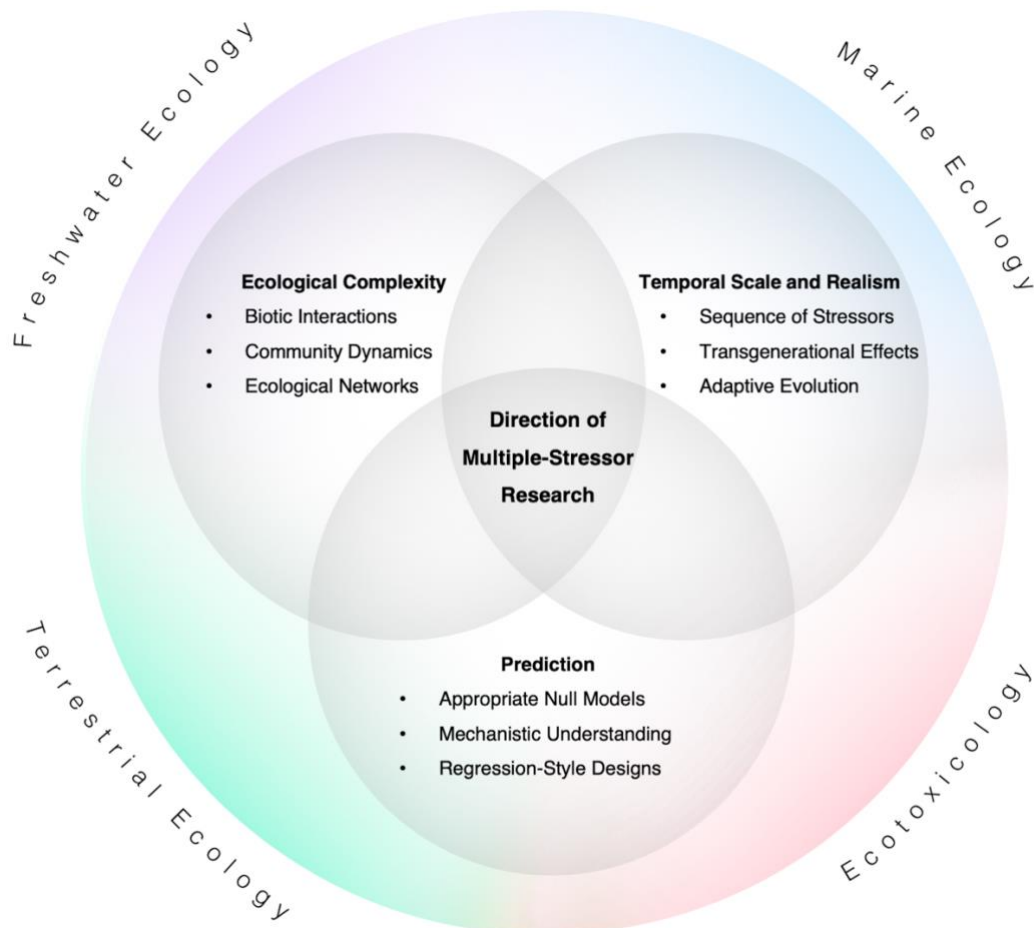 Freshwater Ecology
Marine Ecology
Ecological Complexity
• Biotic Interactions
• Community Dynamics
• Ecological Networks
Temporal Scale and Realism
• Sequence of Stressors
• Transgenerational Effects
• Adaptive Evolution
Direction of
Multiple-Stressor
Research
Prediction
• Appropriate Null Models
• Mechanistic Understanding
• Regression-Style Designs
Terrestrial Ecology
Ecotoxicology